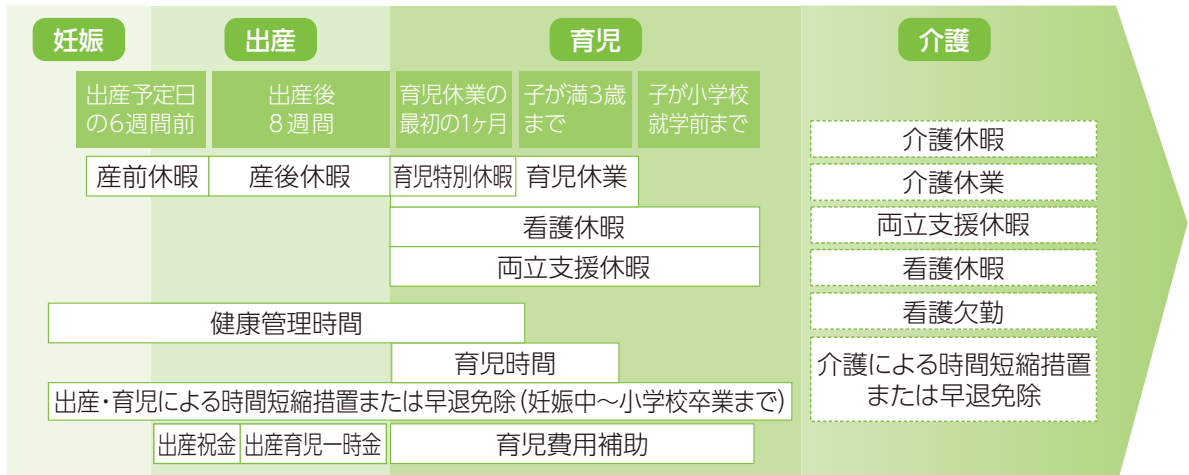 妊娠
出産
育児
介護
出産予定日
の6週間前
出産後
8週間
育児休業の
最初の1ヶ月
子が満3歳
まで
子が小学校
就学前まで
産前休暇
産後休暇
育児特別休暇
育児休業
看護休暇
両立支援休暇
健康管理時間
育児時間
出産・育児による時間短縮措置または早退免除(妊娠中～小学校卒業まで)
出産祝金
出産育児一時金
育児費用補助
介護休暇
介護休業
両立支援休暇
看護休暇
看護欠勤
介護による時間短縮措置
または早退免除